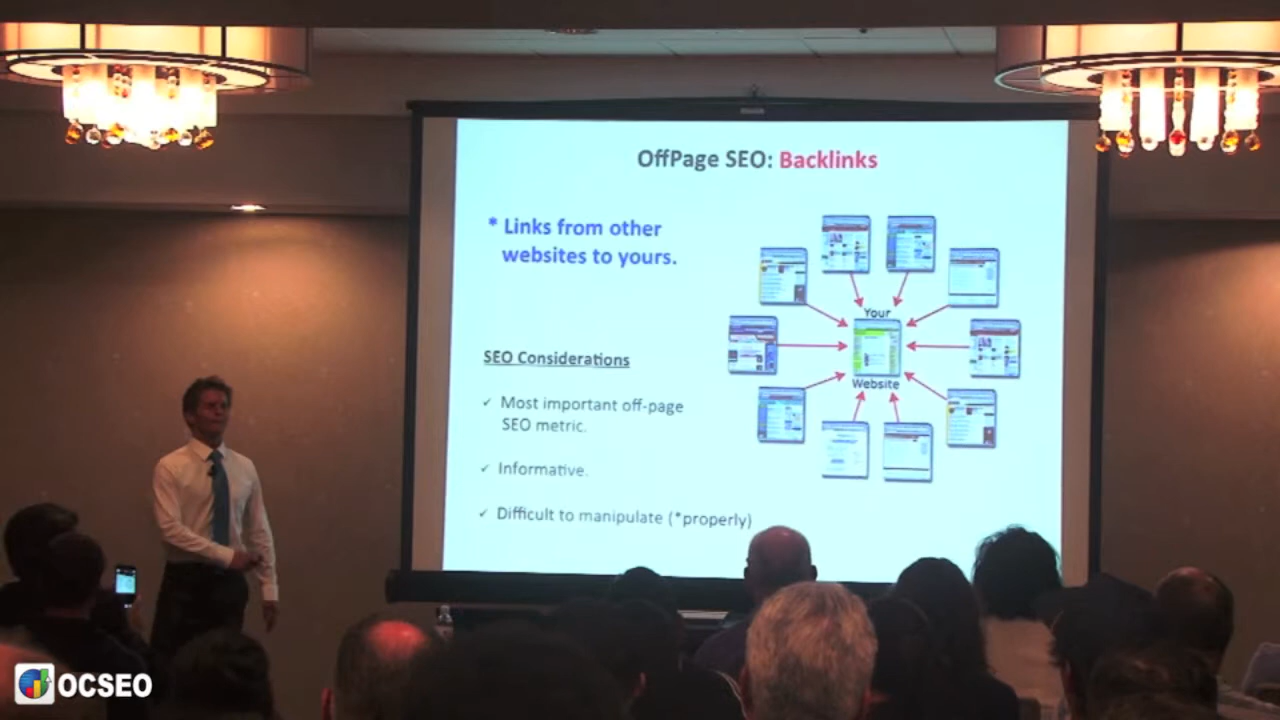 OffPage SEO: Backlinks
* Links from other
websites to yours.
Your
Website
SEO Considerations
✓ Most important off-page
SEO metric.
✓ Informative.
✓ Difficult to manipulate (*properly)
OCSEO